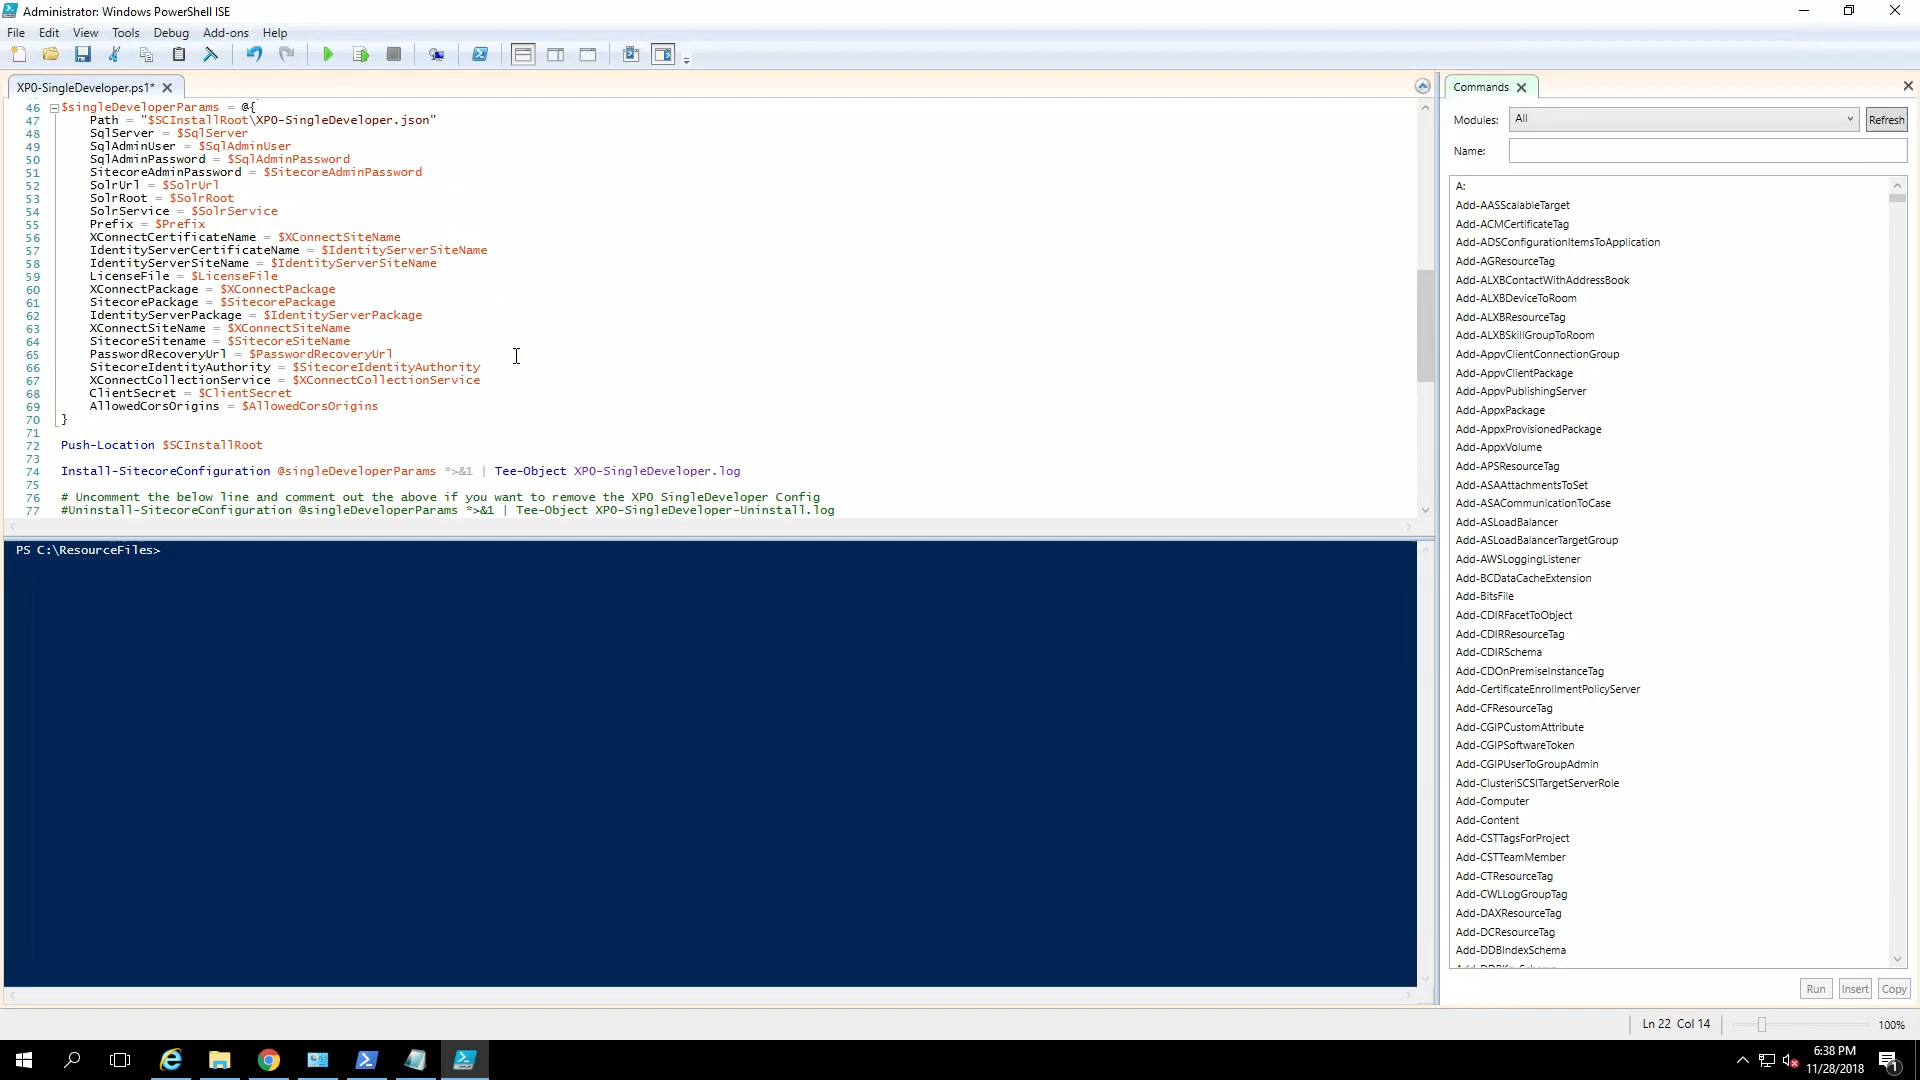 Administrator: Windows PowerShell ISE
File Edit View Tools Debug Add-ons Help
XP0-SingleDeveloper.ps1*
46 $singleDeveloperParams = @{
47 Path = "$SCInstallRoot\XP0-SingleDeveloper.json"
48 SqlServer = $SqlServer
49 SqlAdminUser = $SqlAdminUser
50 SqlAdminPassword = $SqlAdminPassword
51 SitecoreAdminPassword = $SitecoreAdminPassword
52 SolrUrl = $SolrUrl
53 SolrRoot = $SolrRoot
54 SolrService = $SolrService
55 Prefix = $Prefix
56 XConnectCertificateName = $XConnectSiteName
57 IdentityServerCertificateName = $IdentityServerSiteName
58 IdentityServerSiteName = $IdentityServerSiteName
59 LicenseFile = $LicenseFile
60 XConnectPackage = $XConnectPackage
61 SitecorePackage = $SitecorePackage
62 IdentityServerPackage = $IdentityServerPackage
63 XConnectSiteName = $XConnectSiteName
64 SitecoreSitename = $SitecoreSiteName
65 PasswordRecoveryUrl = $PasswordRecoveryUrl
66 SitecoreIdentityAuthority = $SitecoreIdentityAuthority
67 XConnectCollectionService = $XConnectCollectionService
68 ClientSecret = $ClientSecret
69 AllowedCorsOrigins = $AllowedCorsOrigins
70 }
71
72 Push-Location $SCInstallRoot
73
74 Install-SitecoreConfiguration @singleDeveloperParams *>&1 | Tee-Object XP0-SingleDeveloper.log
75
76 # Uncomment the below line and comment out the above if you want to remove the XP0 SingleDeveloper Config
77 #Uninstall-SitecoreConfiguration @singleDeveloperParams *>&1 | Tee-Object XP0-SingleDeveloper-Uninstall.log
PS C:\ResourceFiles>
Commands
Modules: All Refresh
Name:
A:
Add-AASScalableTarget
Add-ACMCertificateTag
Add-ADSConfigurationItemsToApplication
Add-AGResourceTag
Add-ALXBContactWithAddressBook
Add-ALXBDeviceToRoom
Add-ALXBResourceTag
Add-ALXBSkillGroupToRoom
Add-AppvClientConnectionGroup
Add-AppvClientPackage
Add-AppvPublishingServer
Add-AppxPackage
Add-AppxProvisionedPackage
Add-AppxVolume
Add-APSResourceTag
Add-ASAAttachmentsToSet
Add-ASACommunicationToCase
Add-ASLoadBalancer
Add-ASLoadBalancerTargetGroup
Add-AWSLoggingListener
Add-BCDataCacheExtension
Add-BitsFile
Add-CDIRFacetToObject
Add-CDIRResourceTag
Add-CDIRSchema
Add-CDOnPremiseInstanceTag
Add-CertificateEnrollmentPolicyServer
Add-CFResourceTag
Add-CGIPCustomAttribute
Add-CGIPSoftwareToken
Add-CGIPUserToGroupAdmin
Add-ClusteriSCSITargetServerRole
Add-Computer
Add-Content
Add-CSTTagsForProject
Add-CSTTeamMember
Add-CTResourceTag
Add-CWLLogGroupTag
Add-DAXResourceTag
Add-DCResourceTag
Add-DDBIndexSchema
Run Insert Copy
Ln 22 Col 14 100%
6:38 PM
11/28/2018
1